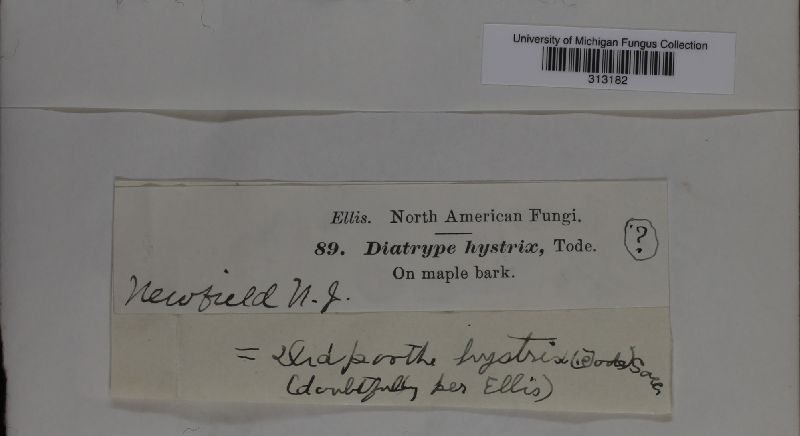 University of Michigan Fungus Collection
313182
Ellis. North American Fungi.
89. Diatrype hystrix, Tode.
?
On maple bark.
Newfield N. J.
= Diaporthe hystrix (Tode) Sacc.
(doubtfully per Ellis)